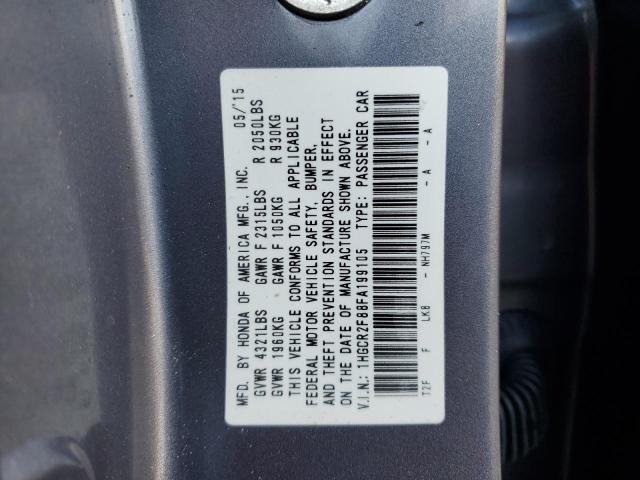 MFD. BY HONDA OF AMERICA MFG., INC. 05/'15
GVWR 4321LBS GAWR F 2315LBS R 2050LBS
GVWR 1960KG GAWR F 1050KG R 930KG
THIS VEHICLE CONFORMS TO ALL APPLICABLE
FEDERAL MOTOR VEHICLE SAFETY, BUMPER,
AND THEFT PREVENTION STANDARDS IN EFFECT
ON THE DATE OF MANUFACTURE SHOWN ABOVE.
V.I.N.: 1HGCR2F88FA199105 TYPE: PASSENGER CAR
T2F F LK8 - NH797M - A - A